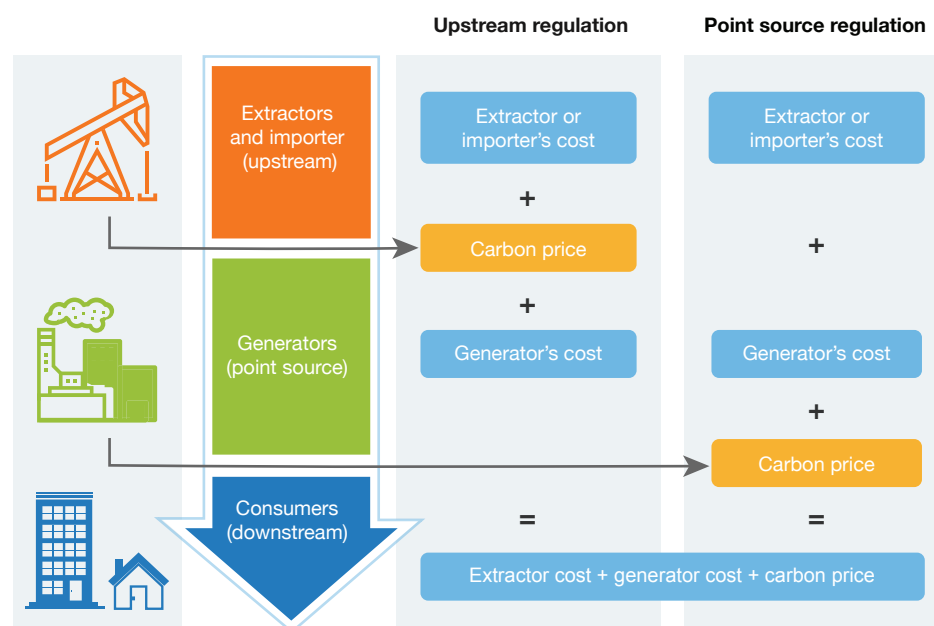 Upstream regulation
Point source regulation
Extractors
and importer
(upstream)
Extractor or
importer's cost
Extractor or
importer's cost
+
Carbon price
+
+
Generators
(point source)
Generator's cost
Generator's cost
+
Carbon price
Consumers
(downstream)
=
=
Extractor cost + generator cost + carbon price